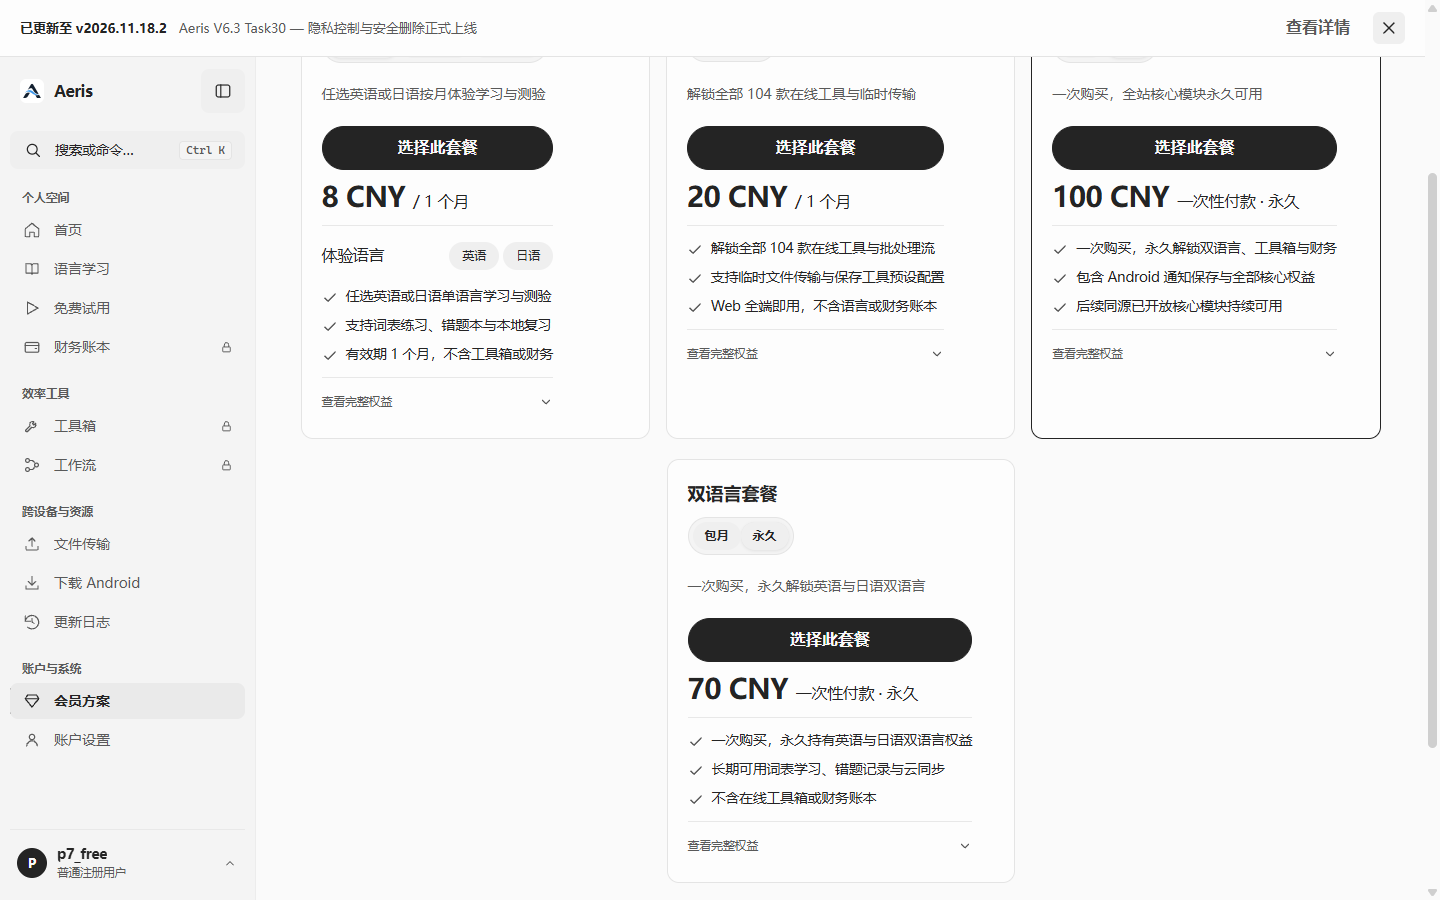 已更新至 v2026.11.18.2 Aeris V6.3 Task30 — 隐私控制与安全删除正式上线
查看详情
Aeris
搜索或命令...
Ctrl K
个人空间
首页
语言学习
免费试用
财务账本
效率工具
工具箱
工作流
跨设备与资源
文件传输
下载 Android
更新日志
账户与系统
会员方案
账户设置
P
p7_free
普通注册用户
任选英语或日语按月体验学习与测验
选择此套餐
8 CNY / 1 个月
体验语言
英语
日语
任选英语或日语单语言学习与测验
支持词表练习、错题本与本地复习
有效期 1 个月，不含工具箱或财务
查看完整权益
解锁全部 104 款在线工具与临时传输
选择此套餐
20 CNY / 1 个月
解锁全部 104 款在线工具与批处理流
支持临时文件传输与保存工具预设配置
Web 全端即用，不含语言或财务账本
查看完整权益
一次购买，全站核心模块永久可用
选择此套餐
100 CNY 一次性付款 · 永久
一次购买，永久解锁双语言、工具箱与财务
包含 Android 通知保存与全部核心权益
后续同源已开放核心模块持续可用
查看完整权益
双语言套餐
包月
永久
一次购买，永久解锁英语与日语双语言
选择此套餐
70 CNY 一次性付款 · 永久
一次购买，永久持有英语与日语双语言权益
长期可用词表学习、错题记录与云同步
不含在线工具箱或财务账本
查看完整权益